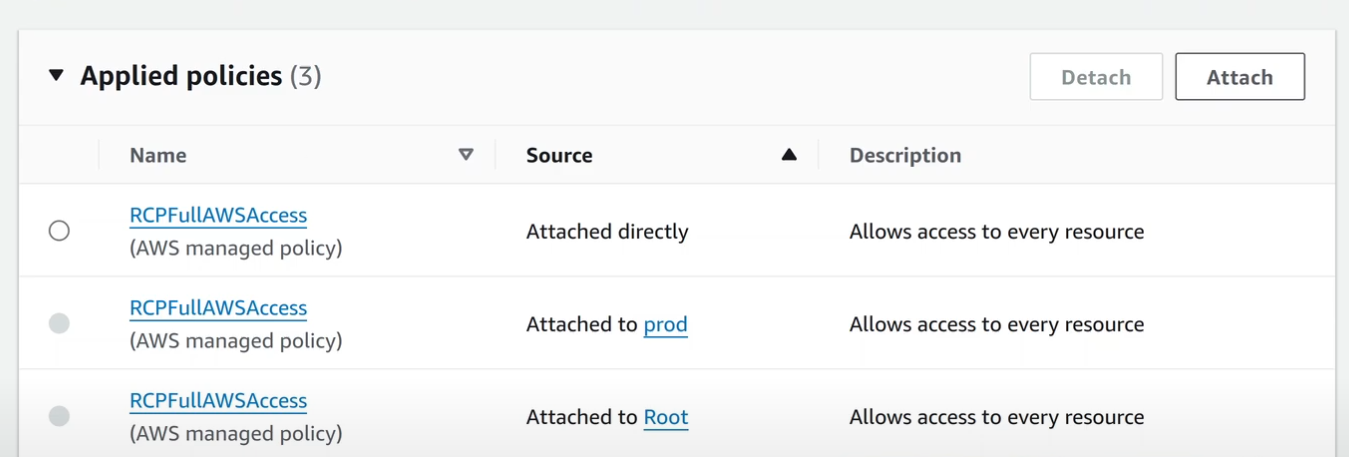 Applied policies (3)
Detach
Attach
Name
Source
Description
RCPFullAWSAccess
(AWS managed policy)
Attached directly
Allows access to every resource
RCPFullAWSAccess
(AWS managed policy)
Attached to prod
Allows access to every resource
RCPFullAWSAccess
(AWS managed policy)
Attached to Root
Allows access to every resource